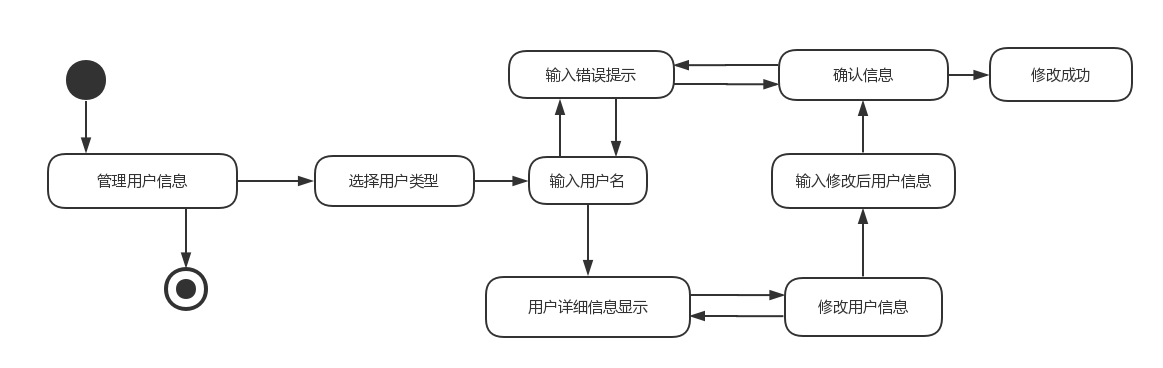 输入错误提示
确认信息
修改成功
管理用户信息
选择用户类型
输入用户名
输入修改后用户信息
用户详细信息显示
修改用户信息